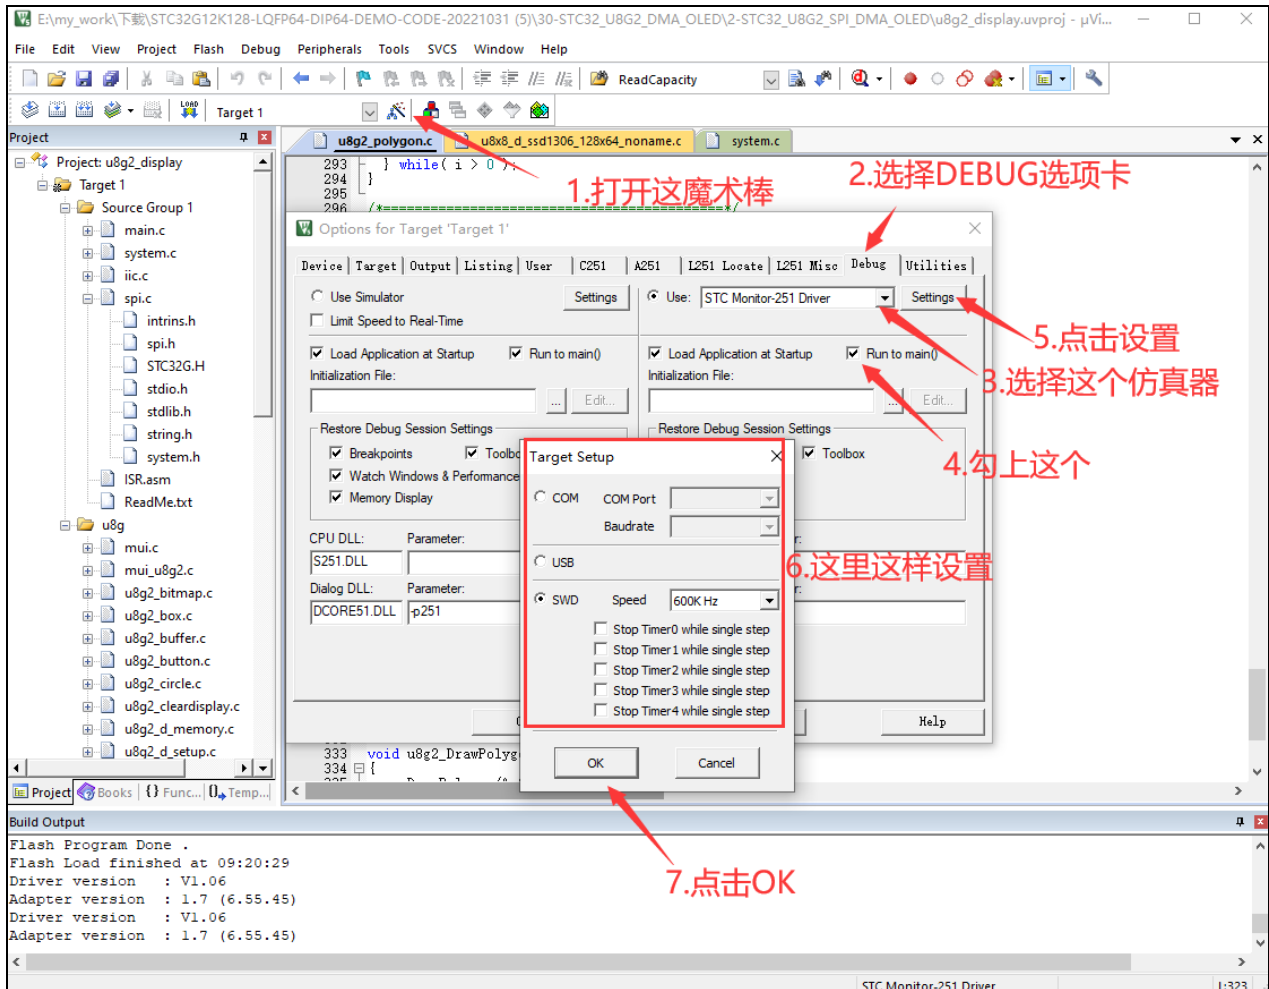 E:\my_work\下载\STC32G12K128-LQFP64-DIP64-DEMO-CODE-20221031 (5)\30-STC32_U8G2_DMA_OLED\2-STC32_U8G2_SPI_DMA_OLED\u8g2_display.uvproj - µVi...
File Edit View Project Flash Debug Peripherals Tools SVCS Window Help
ReadCapacity
LOAD Target 1
Project
u8g2_polygon.c u8x8_d_ssd1306_128x64_noname.c system.c
Project: u8g2_display
Target 1
Source Group 1
main.c
system.c
iic.c
spi.c
intrins.h
spi.h
STC32G.H
stdio.h
stdlib.h
string.h
system.h
ISR.asm
ReadMe.txt
u8g
mui.c
mui_u8g2.c
u8g2_bitmap.c
u8g2_box.c
u8g2_buffer.c
u8g2_button.c
u8g2_circle.c
u8g2_cleardisplay.c
u8g2_d_memory.c
u8g2_d_setup.c
Project Books {} Func... Temp...
293 } while( i > 0 );
294 }
295
296 /*=============================================*/
1.打开这魔术棒
2.选择DEBUG选项卡
Options for Target 'Target 1'
Device Target Output Listing User C251 A251 L251 Locate L251 Misc Debug Utilities
Use Simulator Settings Use: STC Monitor-251 Driver Settings
Limit Speed to Real-Time
5.点击设置
Load Application at Startup Run to main() Load Application at Startup Run to main()
Initialization File: Initialization File:
3.选择这个仿真器
... Edit... ... Edit...
Restore Debug Session Settings Restore Debug Session Settings
Breakpoints Toolbo Toolbox
4.勾上这个
Watch Windows & Performance
Memory Display
CPU DLL: Parameter: r:
S251.DLL
Dialog DLL: Parameter: r:
DCORE51.DLL -p251
Help
Target Setup
COM COM Port
Baudrate
USB
6.这里这样设置
SWD Speed 600K Hz
Stop Timer0 while single step
Stop Timer1 while single step
Stop Timer2 while single step
Stop Timer3 while single step
Stop Timer4 while single step
OK Cancel
7.点击OK
333 void u8g2_DrawPolyg
334 {
Build Output
Flash Program Done .
Flash Load finished at 09:20:29
Driver version : V1.06
Adapter version : 1.7 (6.55.45)
Driver version : V1.06
Adapter version : 1.7 (6.55.45)
STC Monitor-251 Driver L:323